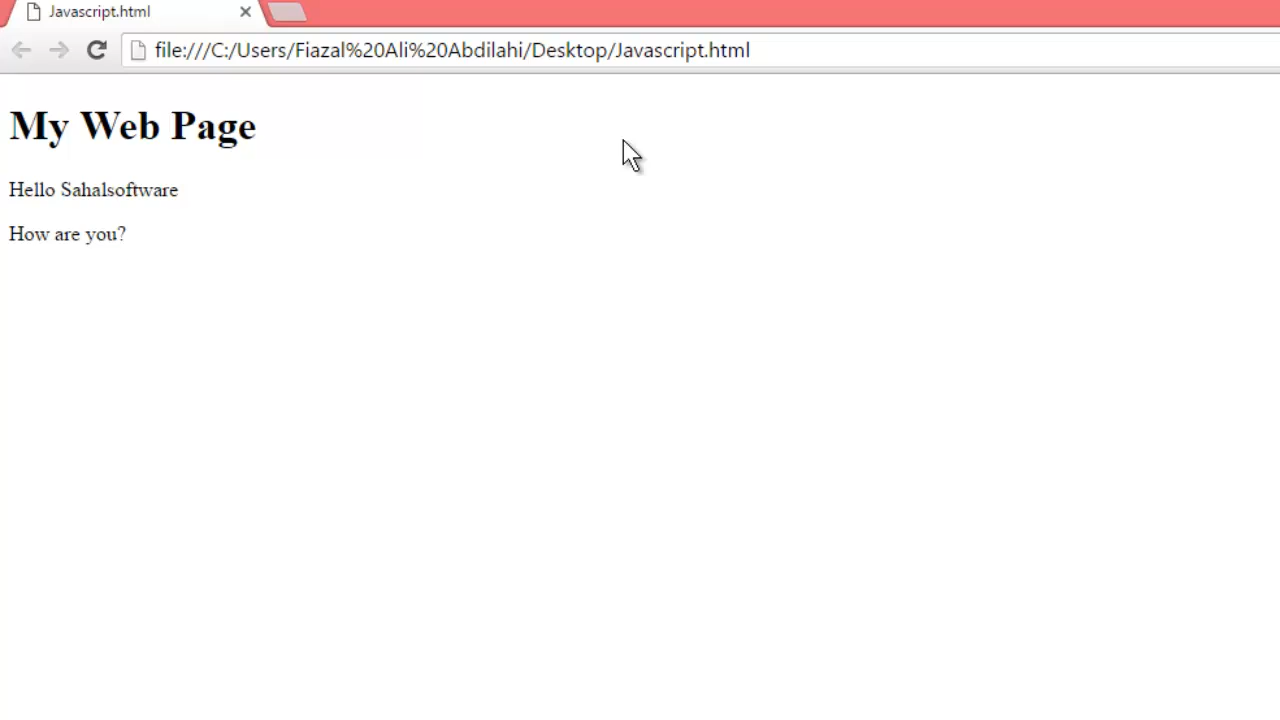 Javascript.html
file:///C:/Users/Fiazal%20Ali%20Abdilahi/Desktop/Javascript.html
My Web Page
Hello Sahalsoftware
How are you?